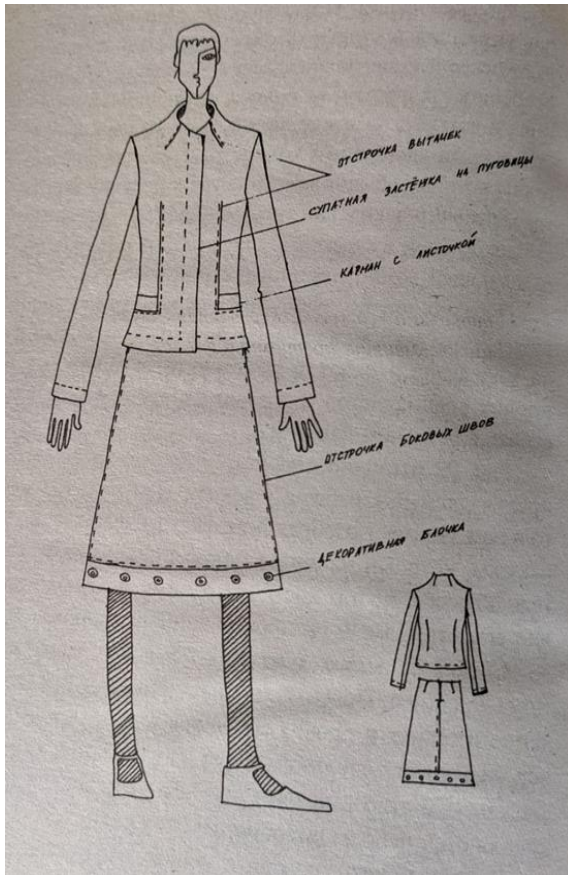 ОТСТРОЧКА ВЫТАЧЕК
СУПАТНАЯ ЗАСТЁЖКА НА ПУГОВИЦЫ
КАРМАН С ЛИСТОЧКОЙ
ОТСТРОЧКА БОКОВЫХ ШВОВ
ДЕКОРАТИВНАЯ БЛОЧКА